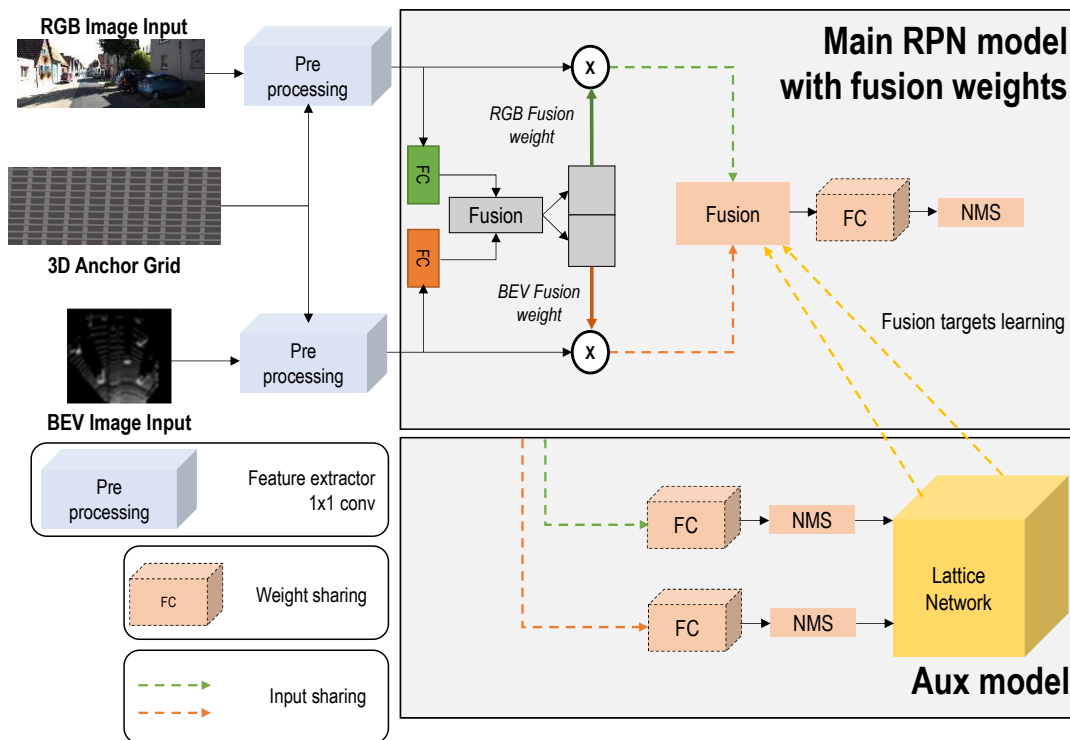 RGB Image Input
Pre
processing
3D Anchor Grid
Pre
processing
BEV Image Input
Main RPN model
with fusion weights
X
RGB Fusion
weight
FC
Fusion
FC
BEV Fusion
weight
X
Fusion
FC
NMS
Fusion targets learning
Pre
processing
Feature extractor
1x1 conv
FC
Weight sharing
Input sharing
FC
NMS
FC
NMS
Lattice
Network
Aux model